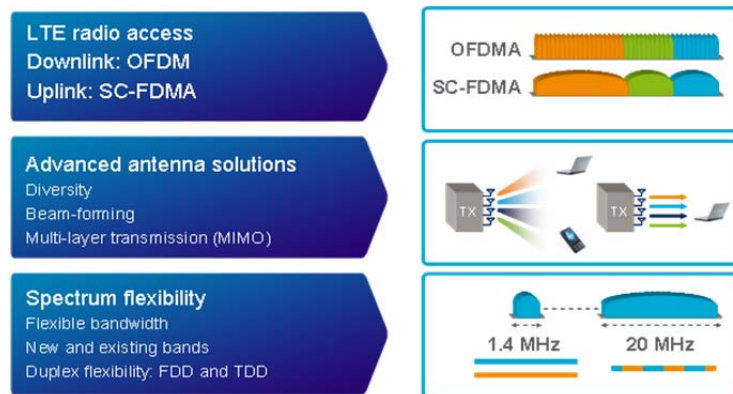 LTE radio access
Downlink: OFDM
Uplink: SC-FDMA
OFDMA
SC-FDMA
Advanced antenna solutions
Diversity
Beam-forming
Multi-layer transmission (MIMO)
TX
TX
Spectrum flexibility
Flexible bandwidth
New and existing bands
Duplex flexibility: FDD and TDD
1.4 MHz
20 MHz